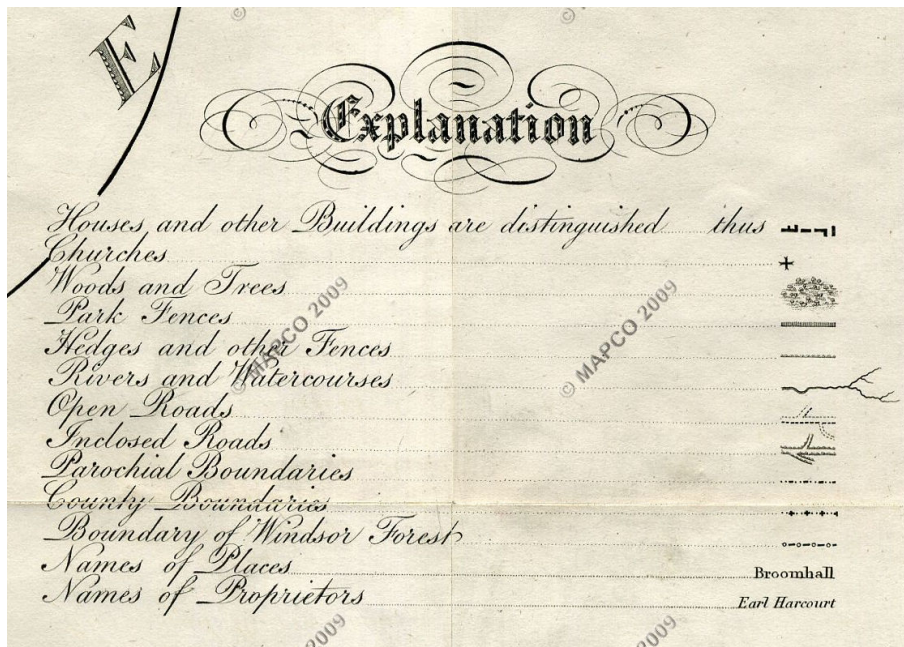 E
Explanation
Houses, and other Buildings are distinguished thus
Churches
Woods and Trees
Park Fences
Hedges and other Fences
Rivers and Watercourses
Open Roads
Inclosed Roads
Parochial Boundaries
County Boundaries
Boundary of Windsor Forest
Names of Places Broomhall
Names of Proprietors Earl Harcourt
© MAPCO 2009
© MAPCO 2009
2009
2009